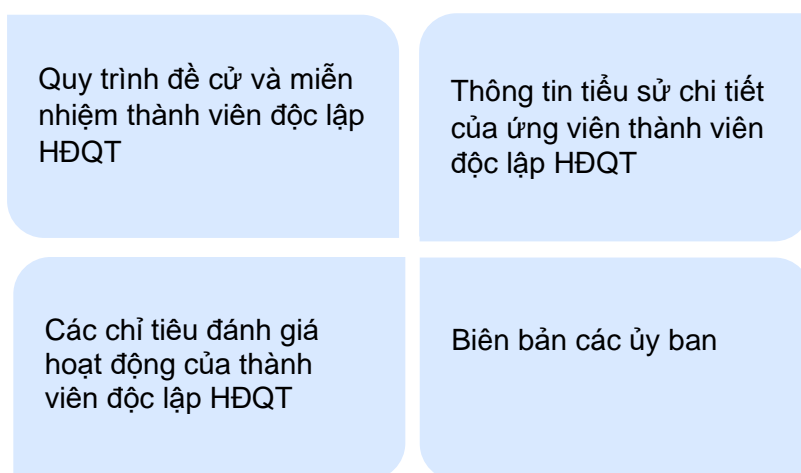 Quy trình đề cử và miễn
nhiệm thành viên độc lập
HĐQT
Thông tin tiểu sử chi tiết
của ứng viên thành viên
độc lập HĐQT
Các chỉ tiêu đánh giá
hoạt động của thành
viên độc lập HĐQT
Biên bản các ủy ban